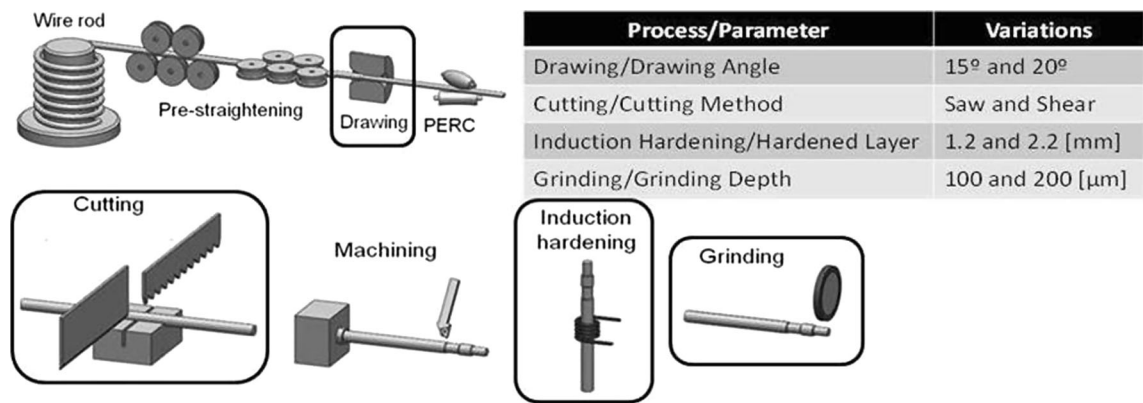 Wire rod
Pre-straightening
Drawing
PERC
Process/Parameter Variations
Drawing/Drawing Angle 15º and 20º
Cutting/Cutting Method Saw and Shear
Induction Hardening/Hardened Layer 1.2 and 2.2 [mm]
Grinding/Grinding Depth 100 and 200 [µm]
Cutting
Machining
Induction
hardening
Grinding